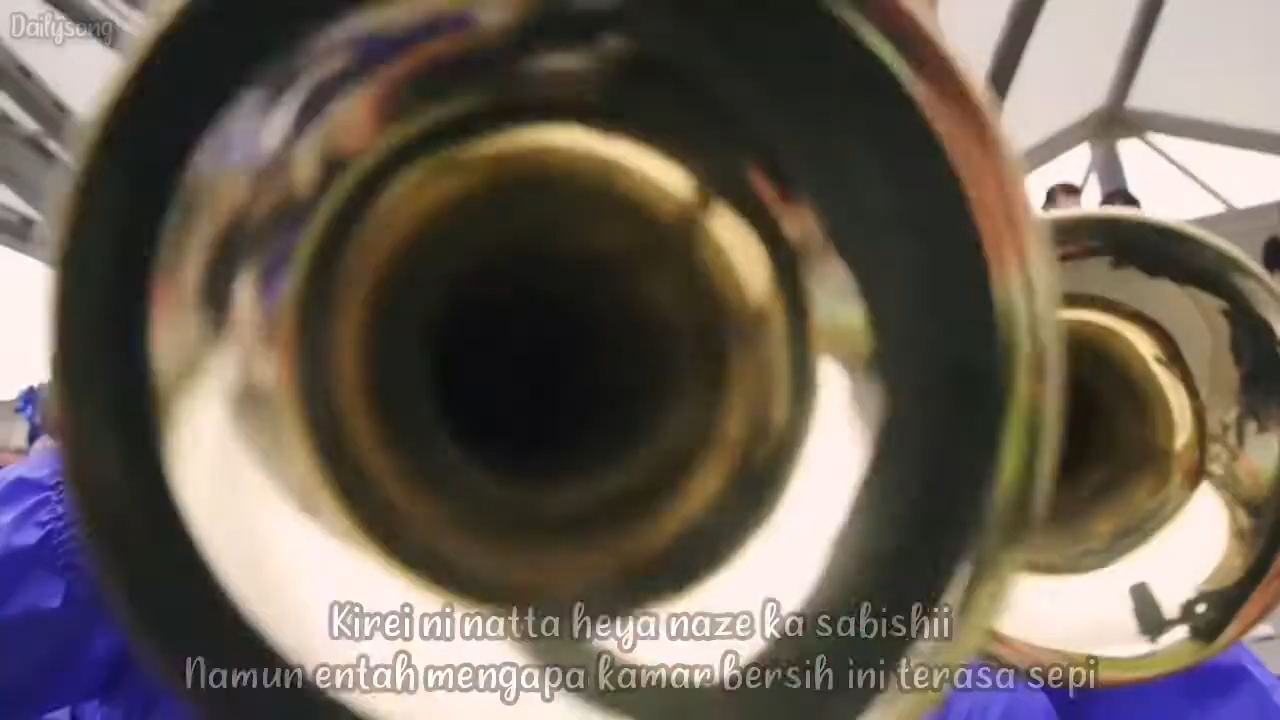 Dailysong
Kirei ni natta heya naze ka sabishii
Namun entah mengapa kamar bersih ini terasa sepi